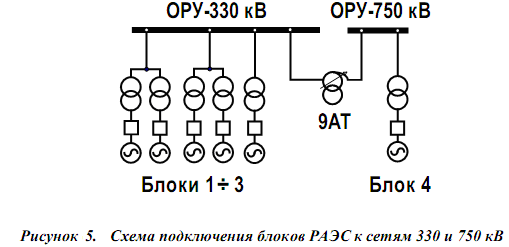 ОРУ-330 кВ ОРУ-750 кВ
9АТ
Блоки 1÷3 Блок 4
Рисунок 5. Схема подключения блоков РАЭС к сетям 330 и 750 кВ